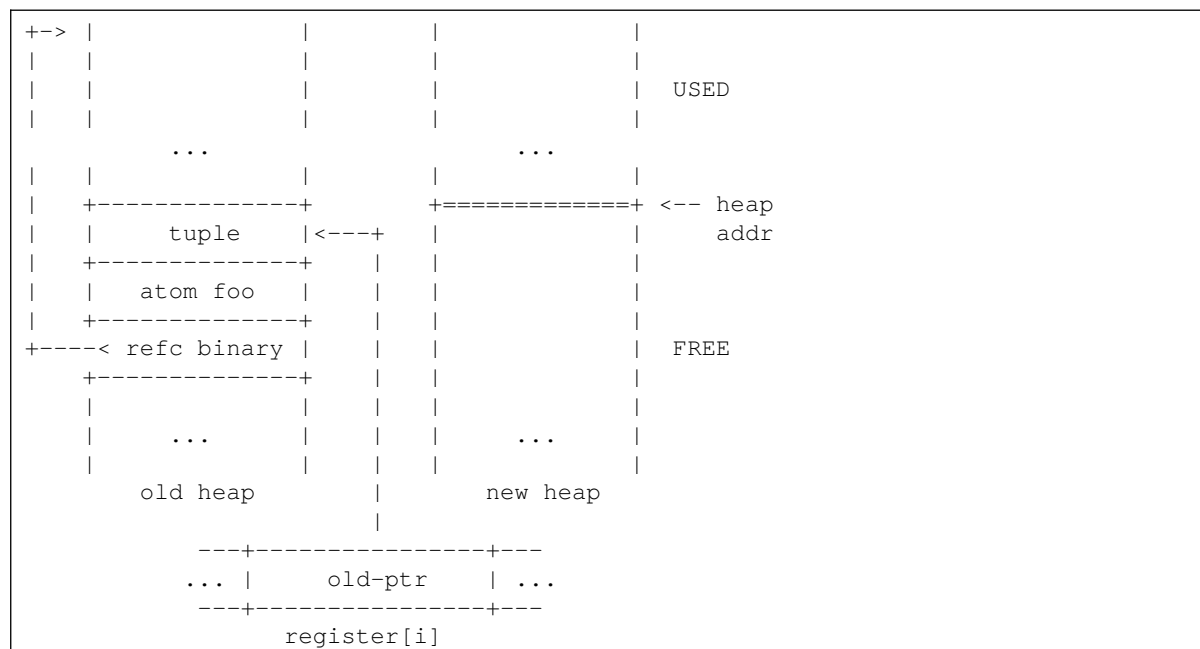 +-> |              |        |             |
|   |              |        |             |
|   |              |        |             |  USED
|   |              |        |             |
          ...                     ...
|   |              |        |             |
|   +--------------+        +=============+ <-- heap
|   |     tuple    |<---+   |             |     addr
|   +--------------+    |   |             |
|   |   atom foo   |    |   |             |
|   +--------------+    |   |             |
+----< refc binary |    |   |             |  FREE
    +--------------+    |   |             |
    |              |    |   |             |
    |     ...      |    |   |     ...     |
    |              |    |   |             |
       old heap         |      new heap
                        |
            ---+----------------+---
           ... |     old-ptr    | ...
            ---+----------------+---
                  register[i]